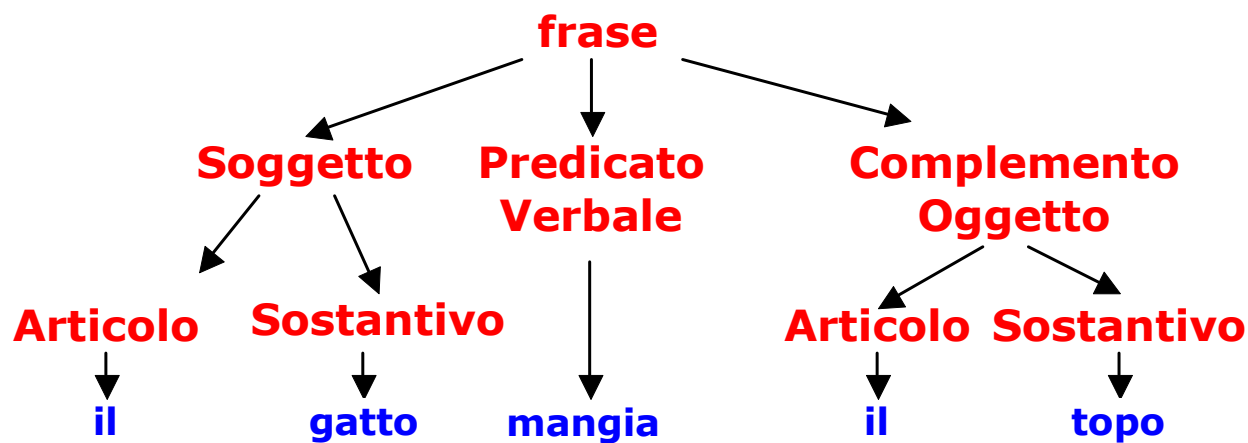 frase
Soggetto
Predicato
Verbale
Complemento
Oggetto
Articolo
Sostantivo
Articolo
Sostantivo
il
gatto
mangia
il
topo